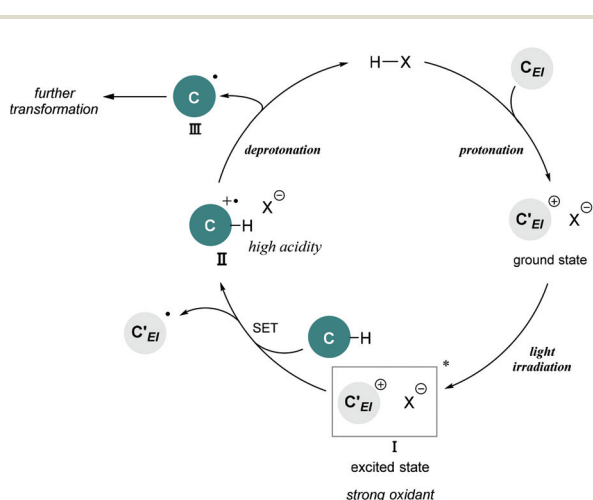 H—X
C_EI
C •
further
transformation
III
deprotonation
protonation
+•
C—H X⊖
II
high acidity
C'_EI ⊕ X⊖
ground state
C'_EI •
SET
C—H
light
irradiation
C'_EI ⊕ X⊖
*
I
excited state
strong oxidant